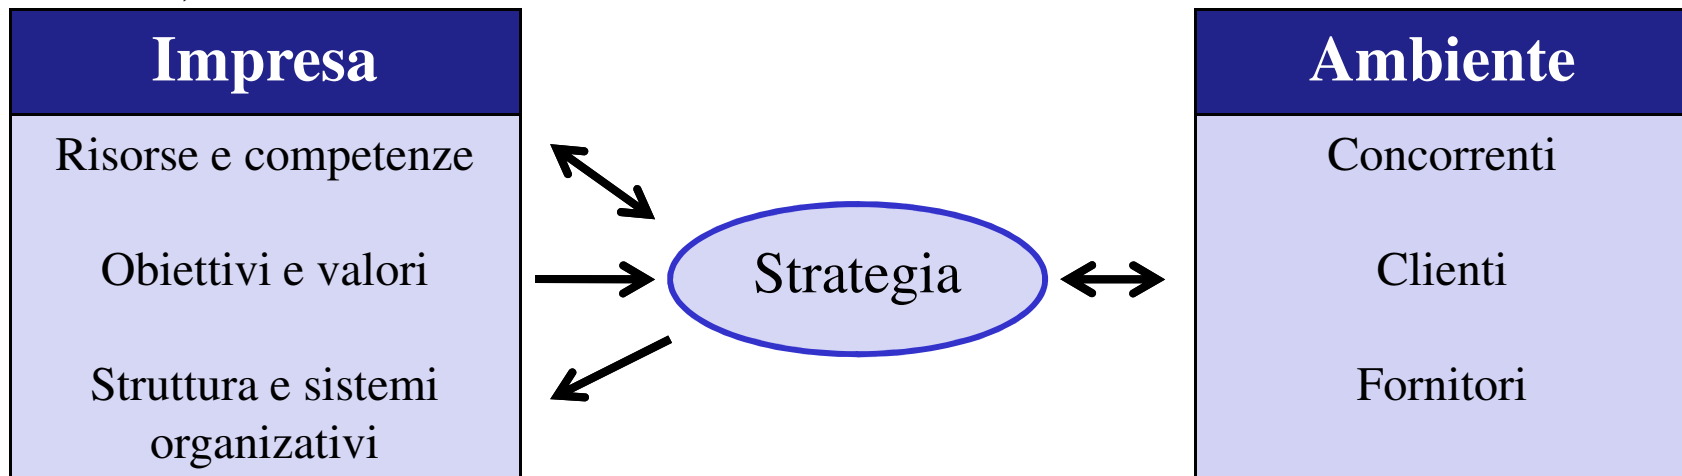 Impresa
Risorse e competenze
Obiettivi e valori
Struttura e sistemi
organizativi
Strategia
Ambiente
Concorrenti
Clienti
Fornitori